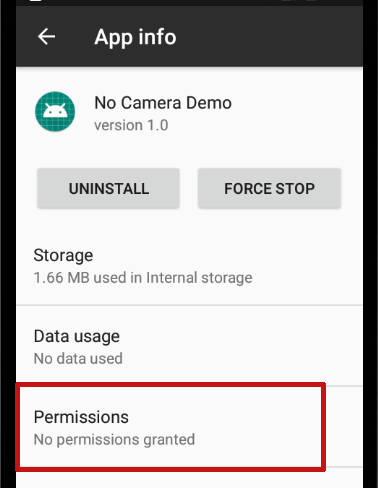 App info
No Camera Demo
version 1.0
UNINSTALL
FORCE STOP
Storage
1.66 MB used in Internal storage
Data usage
No data used
Permissions
No permissions granted